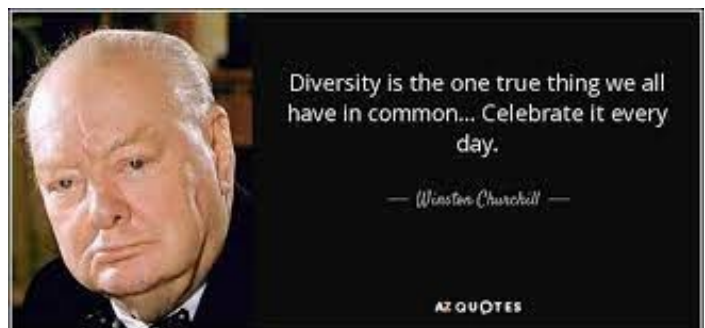 Diversity is the one true thing we all
have in common... Celebrate it every
day.
— Winston Churchill —
AZ QUOTES